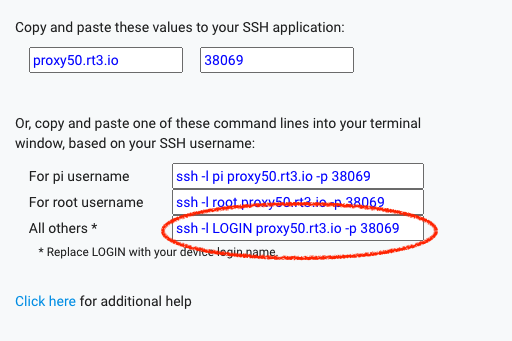 Copy and paste these values to your SSH application:
proxy50.rt3.io 38069
Or, copy and paste one of these command lines into your terminal
window, based on your SSH username:
For pi username ssh -l pi proxy50.rt3.io -p 38069
For root username ssh -l root proxy50.rt3.io -p 38069
All others * ssh -l LOGIN proxy50.rt3.io -p 38069
* Replace LOGIN with your device login name.
Click here for additional help